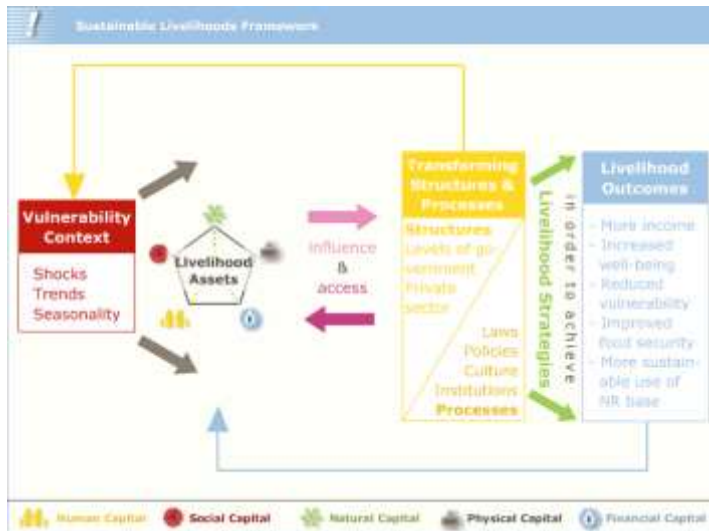 Sustainable Livelihoods Framework
Vulnerability
Context
Shocks
Trends
Seasonality
Livelihood
Assets
influence
&
access
Transforming
Structures &
Processes
Structures
Levels of go-
vernment
Private
sector
Laws
Policies
Culture
Institutions
Processes
Livelihood Strategies
in order to achieve
Livelihood
Outcomes
- More income
- Increased
well-being
- Reduced
vulnerability
- Improved
food security
- More sustain-
able use of
NR base
Human Capital
Social Capital
Natural Capital
Physical Capital
Financial Capital